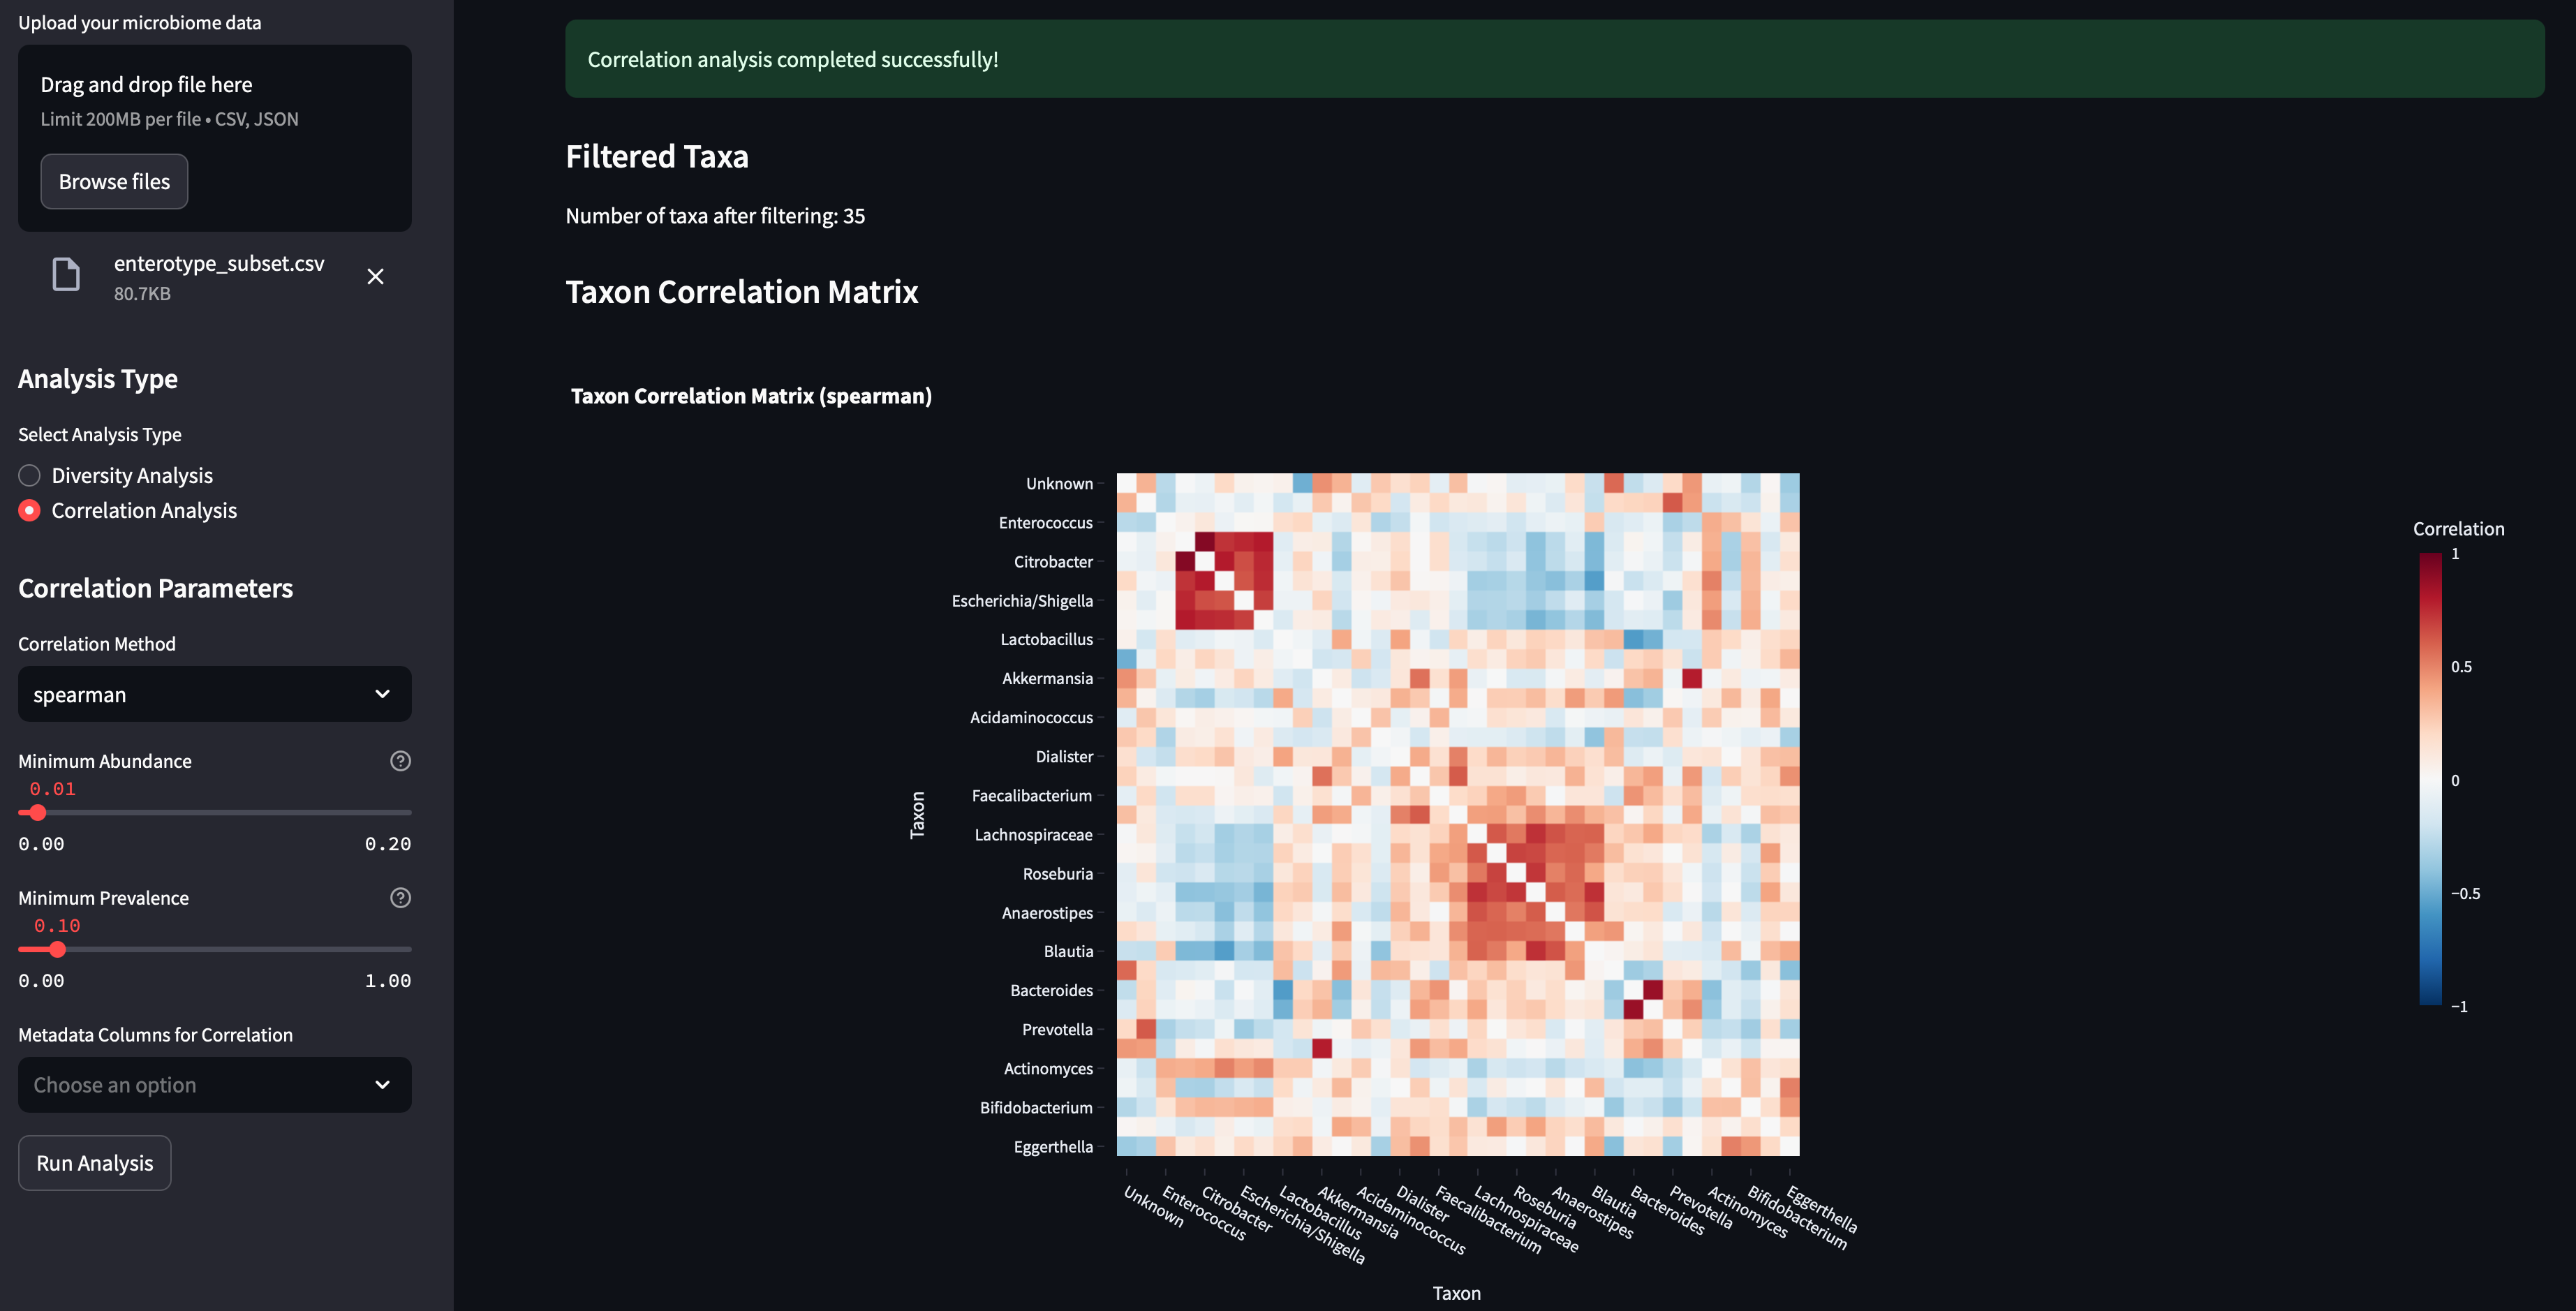 Upload your microbiome data
Drag and drop file here
Limit 200MB per file • CSV, JSON
Browse files
enterotype_subset.csv
80.7KB
Analysis Type
Select Analysis Type
Diversity Analysis
Correlation Analysis
Correlation Parameters
Correlation Method
spearman
Minimum Abundance
0.01
0.00 0.20
Minimum Prevalence
0.10
0.00 1.00
Metadata Columns for Correlation
Choose an option
Run Analysis
Correlation analysis completed successfully!
Filtered Taxa
Number of taxa after filtering: 35
Taxon Correlation Matrix
Taxon Correlation Matrix (spearman)
Taxon
Unknown
Enterococcus
Citrobacter
Escherichia/Shigella
Lactobacillus
Akkermansia
Acidaminococcus
Dialister
Faecalibacterium
Lachnospiraceae
Roseburia
Anaerostipes
Blautia
Bacteroides
Prevotella
Actinomyces
Bifidobacterium
Eggerthella
Unknown
Enterococcus
Citrobacter
Escherichia/Shigella
Lactobacillus
Akkermansia
Acidaminococcus
Dialister
Faecalibacterium
Lachnospiraceae
Roseburia
Anaerostipes
Blautia
Bacteroides
Prevotella
Actinomyces
Bifidobacterium
Eggerthella
Taxon
Correlation
1
0.5
0
−0.5
−1